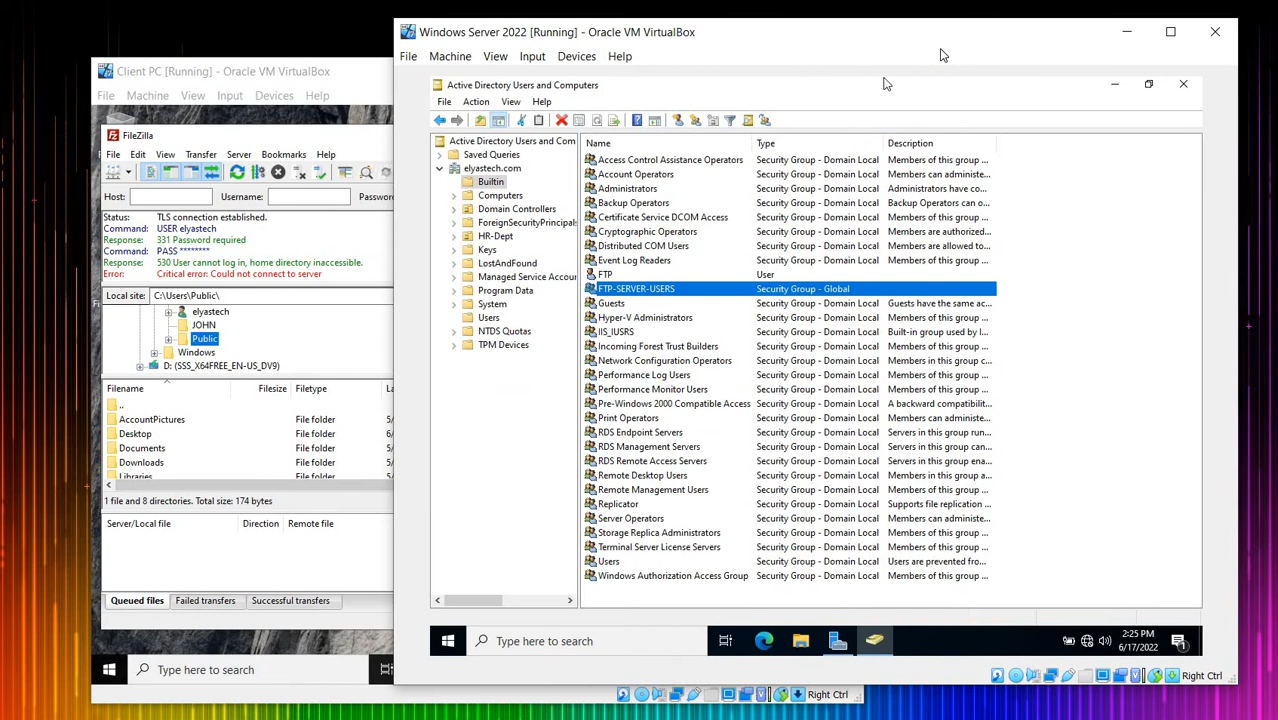 Client PC [Running] - Oracle VM VirtualBox
File Machine View Input Devices Help
FileZilla
File Edit View Transfer Server Bookmarks Help
Host: Username: Password
Status: TLS connection established.
Command: USER elyastech
Response: 331 Password required
Command: PASS ********
Response: 530 User cannot log in, home directory inaccessible.
Error: Critical error: Could not connect to server
Local site: C:\Users\Public\
elyastech
JOHN
Public
Windows
D: (SSS_X64FREE_EN-US_DV9)
Filename Filesize Filetype
..
AccountPictures File folder 5/
Desktop File folder 6/
Documents File folder 5/
Downloads File folder 5/
Libraries File folder 5/
1 file and 8 directories. Total size: 174 bytes
Server/Local file Direction Remote file
Queued files Failed transfers Successful transfers
Type here to search
Right Ctrl
Windows Server 2022 [Running] - Oracle VM VirtualBox
File Machine View Input Devices Help
Active Directory Users and Computers
File Action View Help
Active Directory Users and Com
Saved Queries
elyastech.com
Builtin
Computers
Domain Controllers
ForeignSecurityPrincipals
HR-Dept
Keys
LostAndFound
Managed Service Accour
Program Data
System
Users
NTDS Quotas
TPM Devices
Name Type Description
Access Control Assistance Operators Security Group - Domain Local Members of this group ...
Account Operators Security Group - Domain Local Members can administe...
Administrators Security Group - Domain Local Administrators have co...
Backup Operators Security Group - Domain Local Backup Operators can o...
Certificate Service DCOM Access Security Group - Domain Local Members of this group ...
Cryptographic Operators Security Group - Domain Local Members are authorized...
Distributed COM Users Security Group - Domain Local Members are allowed to...
Event Log Readers Security Group - Domain Local Members of this group ...
FTP User
FTP-SERVER-USERS Security Group - Global
Guests Security Group - Domain Local Guests have the same ac...
Hyper-V Administrators Security Group - Domain Local Members of this group ...
IIS_IUSRS Security Group - Domain Local Built-in group used by I...
Incoming Forest Trust Builders Security Group - Domain Local Members of this group ...
Network Configuration Operators Security Group - Domain Local Members in this group ...
Performance Log Users Security Group - Domain Local Members of this group ...
Performance Monitor Users Security Group - Domain Local Members of this group ...
Pre-Windows 2000 Compatible Access Security Group - Domain Local A backward compatibilit...
Print Operators Security Group - Domain Local Members can administe...
RDS Endpoint Servers Security Group - Domain Local Servers in this group run...
RDS Management Servers Security Group - Domain Local Servers in this group can...
RDS Remote Access Servers Security Group - Domain Local Servers in this group ena...
Remote Desktop Users Security Group - Domain Local Members in this group a...
Remote Management Users Security Group - Domain Local Members of this group ...
Replicator Security Group - Domain Local Supports file replication ...
Server Operators Security Group - Domain Local Members can administe...
Storage Replica Administrators Security Group - Domain Local Members of this group ...
Terminal Server License Servers Security Group - Domain Local Members of this group ...
Users Security Group - Domain Local Users are prevented fro...
Windows Authorization Access Group Security Group - Domain Local Members of this group ...
Type here to search
2:25 PM
6/17/2022
1
Right Ctrl